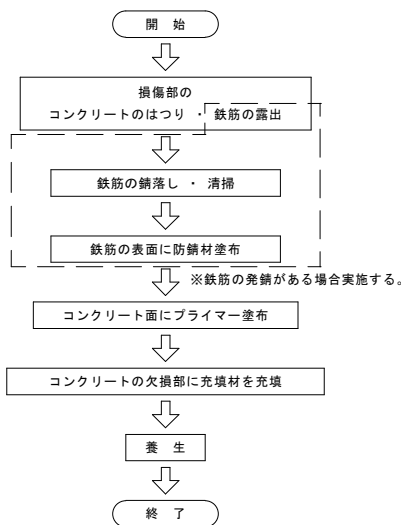 開 始
損傷部の
コンクリートのはつり ・ 鉄筋の露出
鉄筋の錆落し ・ 清掃
鉄筋の表面に防錆材塗布
※鉄筋の発錆がある場合実施する。
コンクリート面にプライマー塗布
コンクリートの欠損部に充填材を充填
養 生
終 了